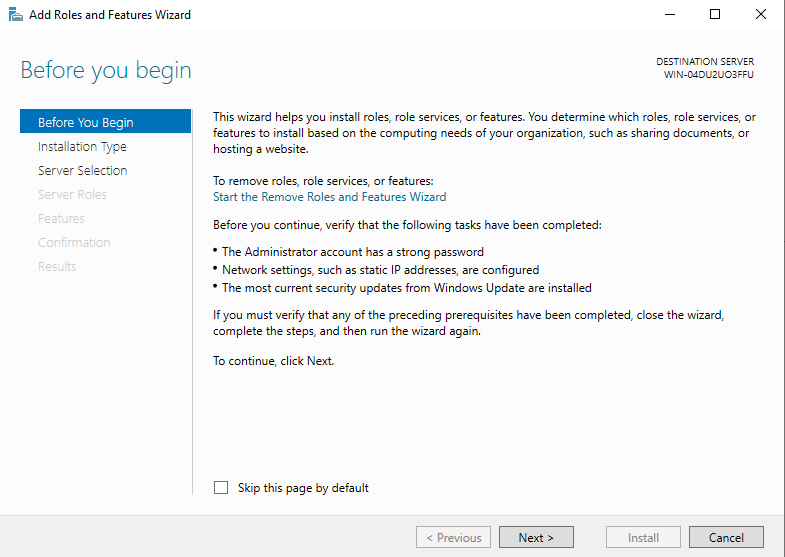 Add Roles and Features Wizard
Before you begin
DESTINATION SERVER
WIN-04DU2UO3FFU
Before You Begin
Installation Type
Server Selection
Server Roles
Features
Confirmation
Results
This wizard helps you install roles, role services, or features. You determine which roles, role services, or
features to install based on the computing needs of your organization, such as sharing documents, or
hosting a website.
To remove roles, role services, or features:
Start the Remove Roles and Features Wizard
Before you continue, verify that the following tasks have been completed:
• The Administrator account has a strong password
• Network settings, such as static IP addresses, are configured
• The most current security updates from Windows Update are installed
If you must verify that any of the preceding prerequisites have been completed, close the wizard,
complete the steps, and then run the wizard again.
To continue, click Next.
Skip this page by default
< Previous
Next >
Install
Cancel